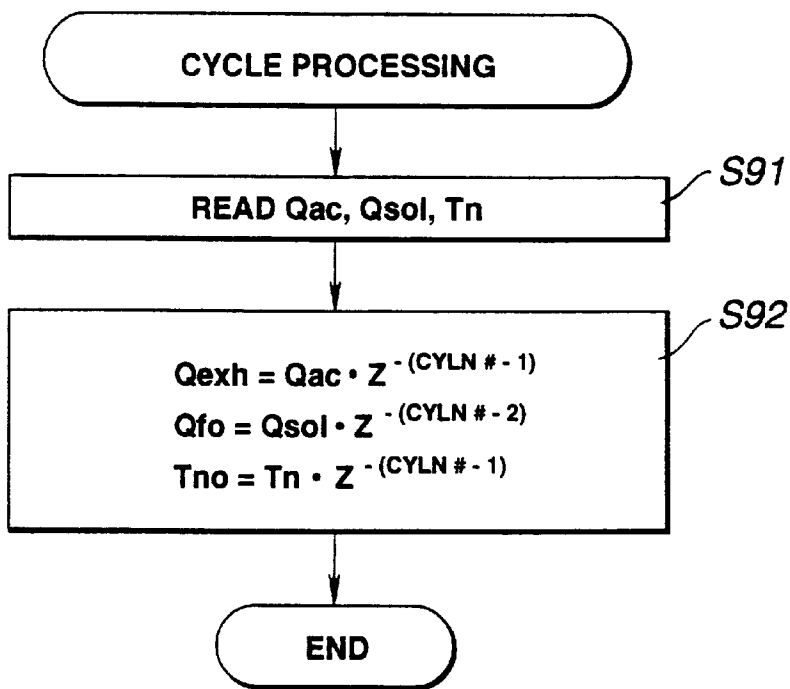 CYCLE PROCESSING
S91
READ Qac, Qsol, Tn
S92
Qexh = Qac • Z -(CYLN # - 1)
Qfo = Qsol • Z -(CYLN # - 2)
Tno = Tn • Z -(CYLN # - 1)
END